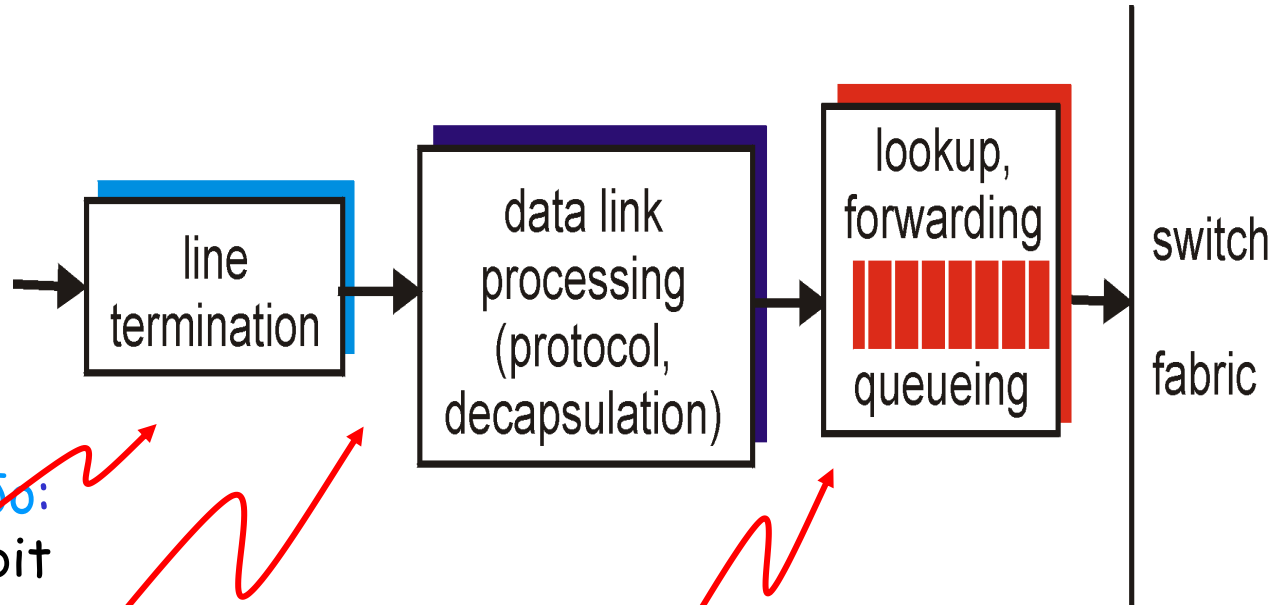 line
termination
data link
processing
(protocol,
decapsulation)
lookup,
forwarding
queueing
switch
fabric